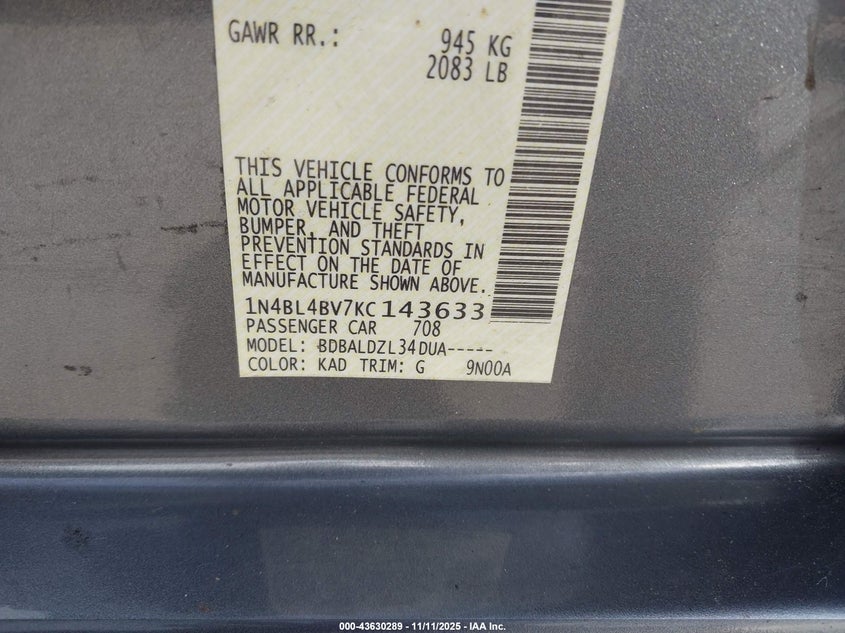 GAWR RR.: 945 KG
2083 LB
THIS VEHICLE CONFORMS TO
ALL APPLICABLE FEDERAL
MOTOR VEHICLE SAFETY,
BUMPER, AND THEFT
PREVENTION STANDARDS IN
EFFECT ON THE DATE OF
MANUFACTURE SHOWN ABOVE.
1N4BL4BV7KC143633
PASSENGER CAR 708
MODEL: BDBALDZL34DUA-----
COLOR: KAD TRIM: G 9N00A
000-43630289 - 11/11/2025 - IAA Inc.